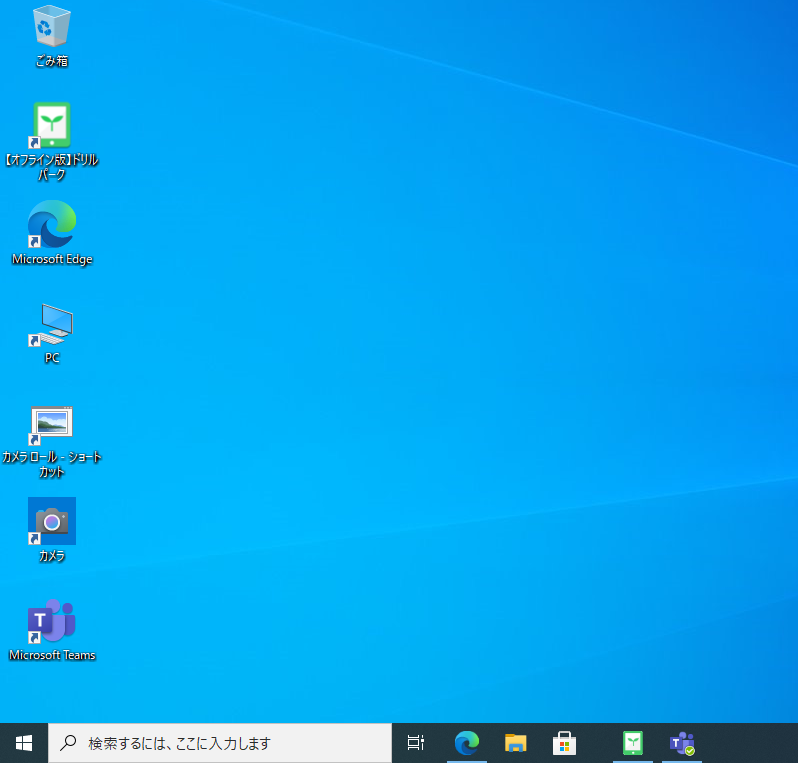 ごみ箱
【オフライン版】ドリル
パーク
Microsoft Edge
PC
カメラ ロール - ショート
カット
カメラ
T
Microsoft Teams
検索するには、ここに入力します
T